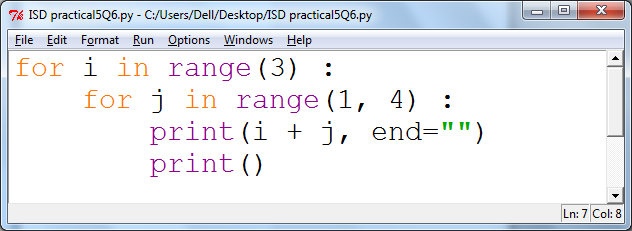 ISD practical5Q6.py - C:/Users/Dell/Desktop/ISD practical5Q6.py
File Edit Format Run Options Windows Help
for i in range(3) :
    for j in range(1, 4) :
        print(i + j, end="")
        print()
Ln: 7 Col: 8